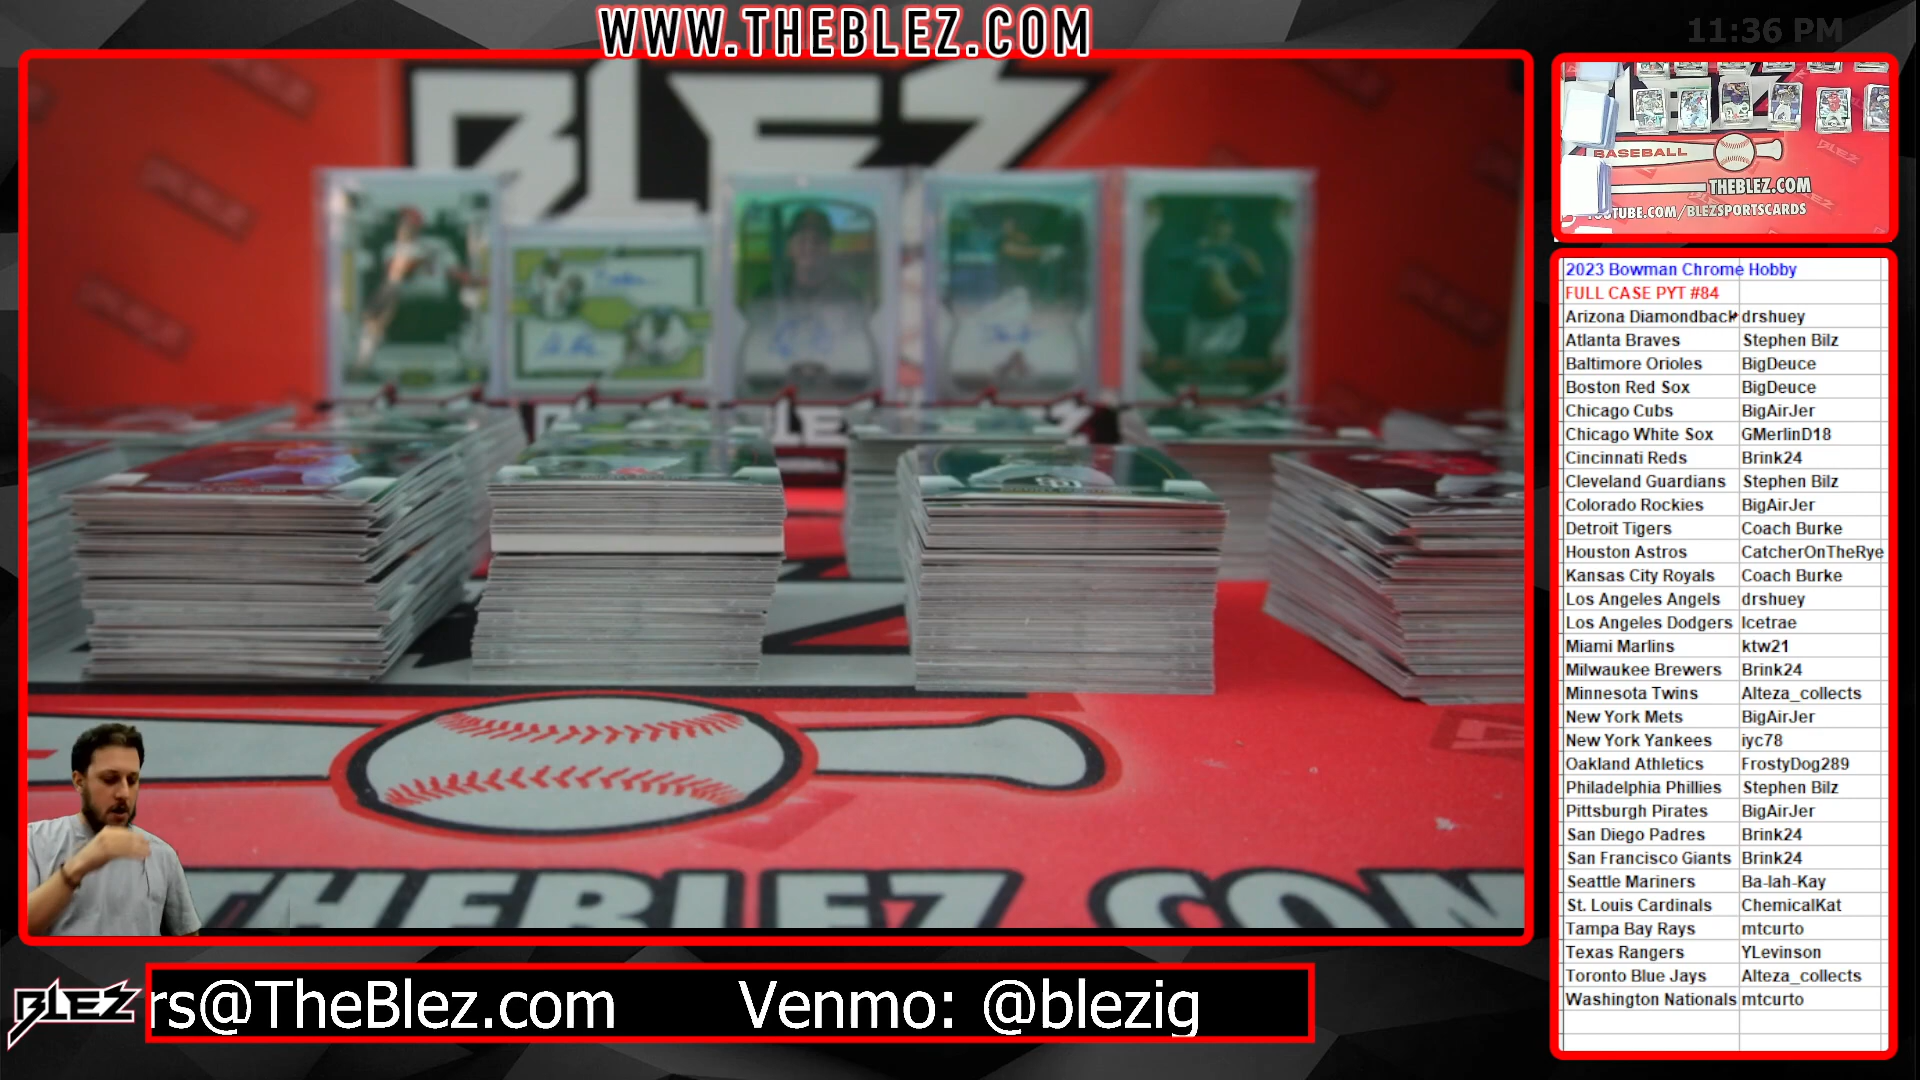 WWW.THEBLEZ.COM
11:36 PM
BLEZ
BASEBALL
BLEZ
THEBLEZ.COM
YOUTUBE.COM/BLEZSPORTSCARDS
2023 Bowman Chrome Hobby
FULL CASE PYT #84
Arizona Diamondback drshuey
Atlanta Braves Stephen Bilz
Baltimore Orioles BigDeuce
Boston Red Sox BigDeuce
Chicago Cubs BigAirJer
Chicago White Sox GMerlinD18
Cincinnati Reds Brink24
Cleveland Guardians Stephen Bilz
Colorado Rockies BigAirJer
Detroit Tigers Coach Burke
Houston Astros CatcherOnTheRye
Kansas City Royals Coach Burke
Los Angeles Angels drshuey
Los Angeles Dodgers Icetrae
Miami Marlins ktw21
Milwaukee Brewers Brink24
Minnesota Twins Alteza_collects
New York Mets BigAirJer
New York Yankees iyc78
Oakland Athletics FrostyDog289
Philadelphia Phillies Stephen Bilz
Pittsburgh Pirates BigAirJer
San Diego Padres Brink24
San Francisco Giants Brink24
Seattle Mariners Ba-lah-Kay
St. Louis Cardinals ChemicalKat
Tampa Bay Rays mtcurto
Texas Rangers YLevinson
Toronto Blue Jays Alteza_collects
Washington Nationals mtcurto
THEBLEZ.COM
BLEZ
rs@TheBlez.com Venmo: @blezig